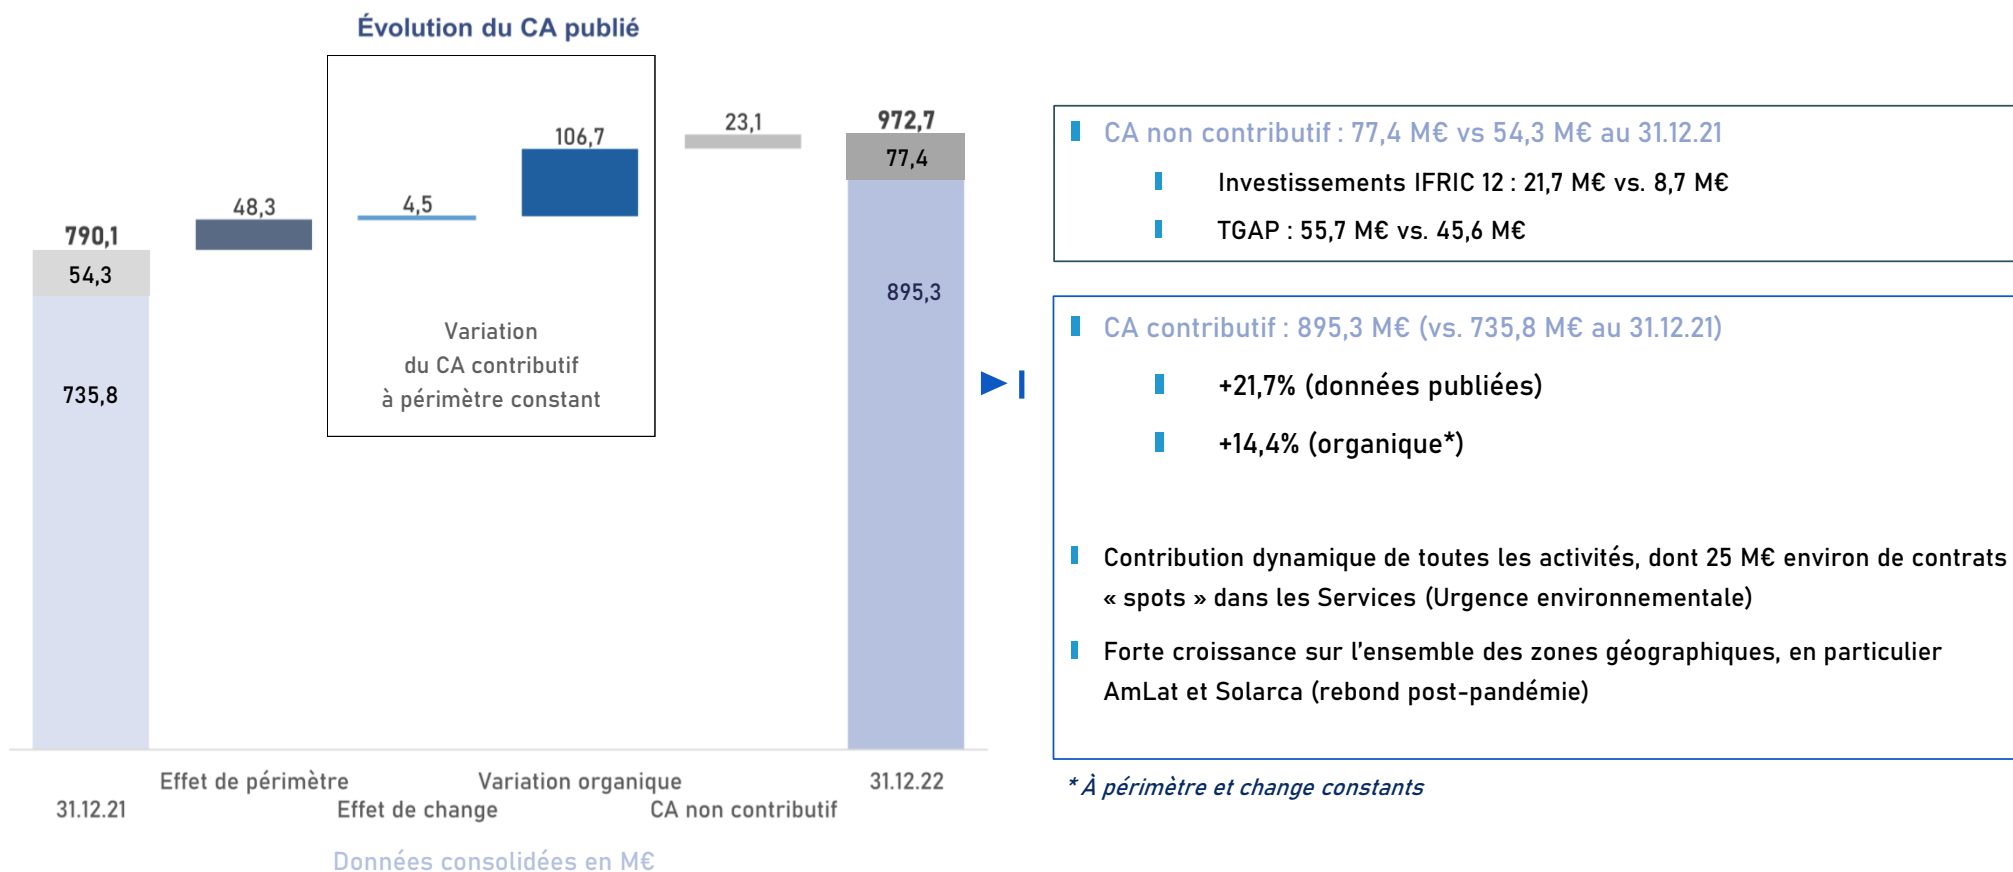 Évolution du CA publié
790,1
54,3
735,8
48,3
4,5
106,7
Variation
du CA contributif
à périmètre constant
23,1
972,7
77,4
895,3
31.12.21
Effet de périmètre
Effet de change
Variation organique
CA non contributif
31.12.22
Données consolidées en M€
CA non contributif : 77,4 M€ vs 54,3 M€ au 31.12.21
Investissements IFRIC 12 : 21,7 M€ vs. 8,7 M€
TGAP : 55,7 M€ vs. 45,6 M€
CA contributif : 895,3 M€ (vs. 735,8 M€ au 31.12.21)
+21,7% (données publiées)
+14,4% (organique*)
Contribution dynamique de toutes les activités, dont 25 M€ environ de contrats
« spots » dans les Services (Urgence environnementale)
Forte croissance sur l'ensemble des zones géographiques, en particulier
AmLat et Solarca (rebond post-pandémie)
* À périmètre et change constants